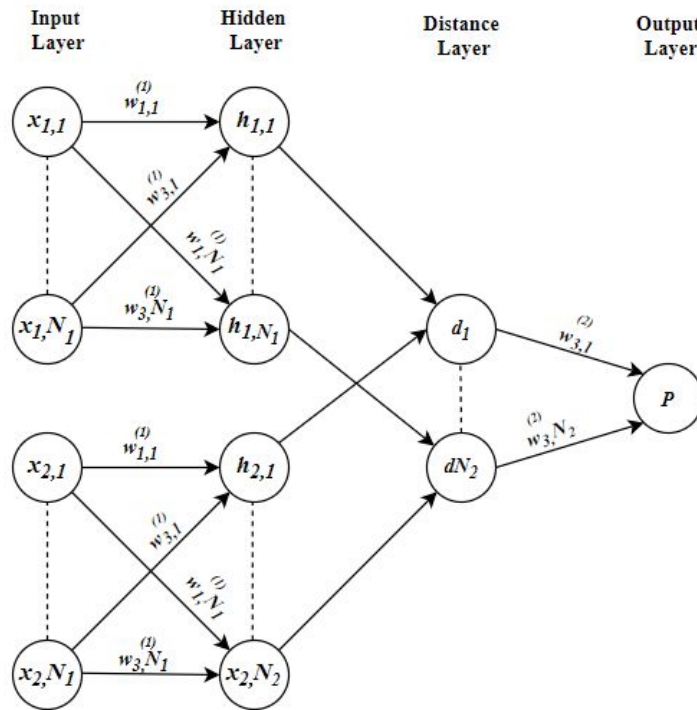 Input Layer
Hidden Layer
Distance Layer
Output Layer
x1,1
w1,1(1)
h1,1
w3,1(1)
w1,N1(1)
x1,N1
w3,N1(1)
h1,N1
d1
w3,1(2)
P
x2,1
w1,1(1)
h2,1
dN2
w3,N2(2)
w3,1(1)
w1,N1(1)
x2,N1
w3,N1(1)
x2,N2